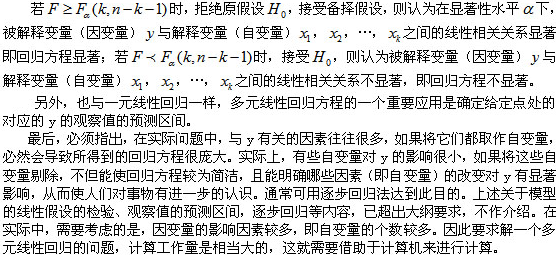 若 F ≥ Fα(k, n-k-1)时，拒绝原假设 H₀，接受备择假设，则认为在显著性水平 α 下，
被解释变量（因变量）y 与解释变量（自变量）x₁，x₂，…，xₖ 之间的线性相关关系显著
即回归方程显著；若 F ≺ Fα(k, n-k-1)时，接受 H₀，则认为被解释变量（因变量）y 与
解释变量（自变量）x₁，x₂，…，xₖ 之间的线性相关关系不显著，即回归方程不显著。
另外，也与一元线性回归一样，多元线性回归方程的一个重要应用是确定给定点处的
对应的 y 的观察值的预测区间。
最后，必须指出，在实际问题中，与 y 有关的因素往往很多，如果将它们都取作自变量，
必然会导致所得到的回归方程很庞大。实际上，有些自变量对 y 的影响很小，如果将这些自
变量剔除，不但能使回归方程较为简洁，且能明确哪些因素（即自变量）的改变对 y 有显著
影响，从而使人们对事物有进一步的认识。通常可用逐步回归法达到此目的。上述关于模型
的线性假设的检验、观察值的预测区间，逐步回归等内容，已超出大纲要求，不作介绍。在
实际中，需要考虑的是，因变量的影响因素较多，即自变量的个数较多。因此要求解一个多
元线性回归的问题，计算工作量是相当大的，这就需要借助于计算机来进行计算。